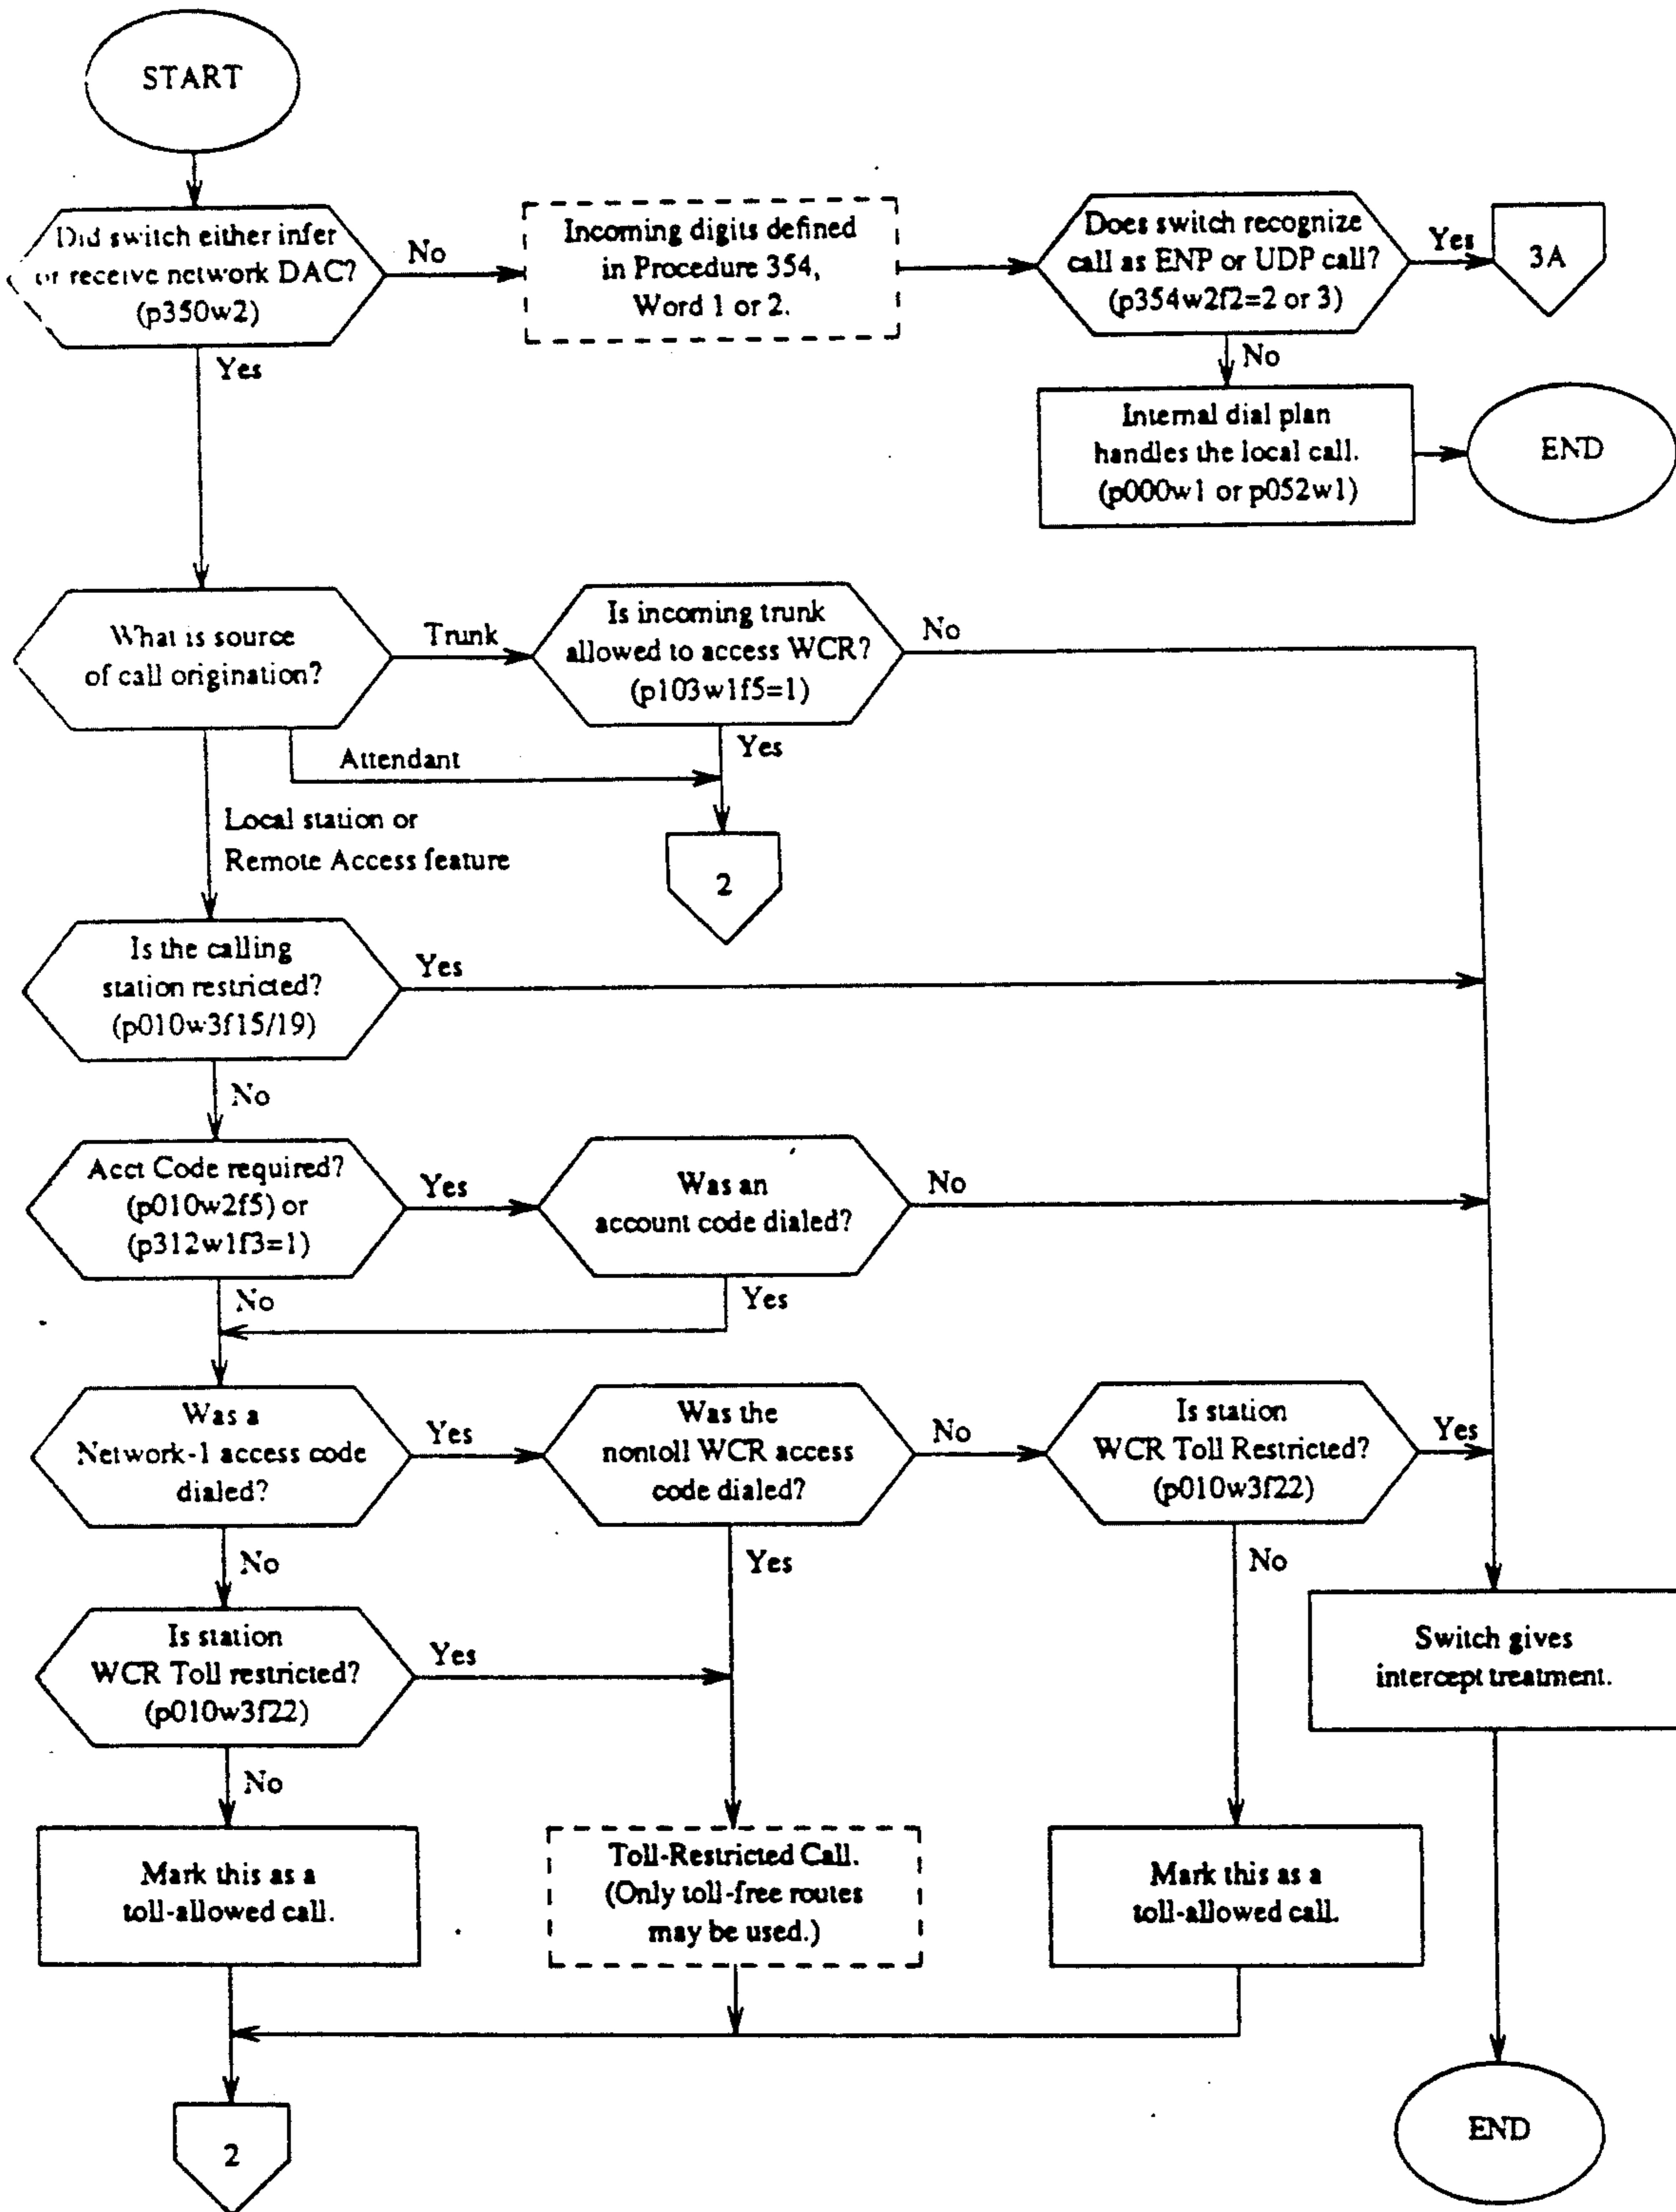 START
Did switch either infer
or receive network DAC?
(p350w2)
No
Incoming digits defined
in Procedure 354,
Word 1 or 2.
Does switch recognize
call as ENP or UDP call?
(p354w2f2=2 or 3)
Yes
3A
Yes
No
Internal dial plan
handles the local call.
(p000w1 or p052w1)
END
What is source
of call origination?
Trunk
Is incoming trunk
allowed to access WCR?
(p103w1f5=1)
No
Attendant
Yes
Local station or
Remote Access feature
2
Is the calling
station restricted?
(p010w3f15/19)
Yes
No
Acct Code required?
(p010w2f5) or
(p312w1f3=1)
Yes
Was an
account code dialed?
No
No
Yes
Was a
Network-1 access code
dialed?
Yes
Was the
nontoll WCR access
code dialed?
No
Is station
WCR Toll Restricted?
(p010w3f22)
Yes
No
Yes
No
Is station
WCR Toll restricted?
(p010w3f22)
Yes
Switch gives
intercept treatment.
No
Mark this as a
toll-allowed call.
Toll-Restricted Call.
(Only toll-free routes
may be used.)
Mark this as a
toll-allowed call.
2
END